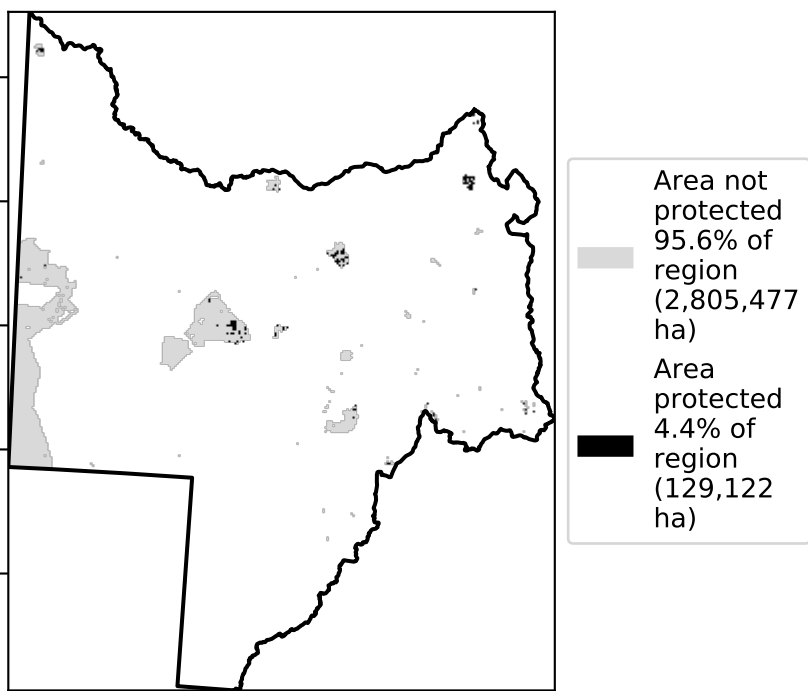 Area not
protected
95.6% of
region
(2,805,477
ha)
Area
protected
4.4% of
region
(129,122
ha)